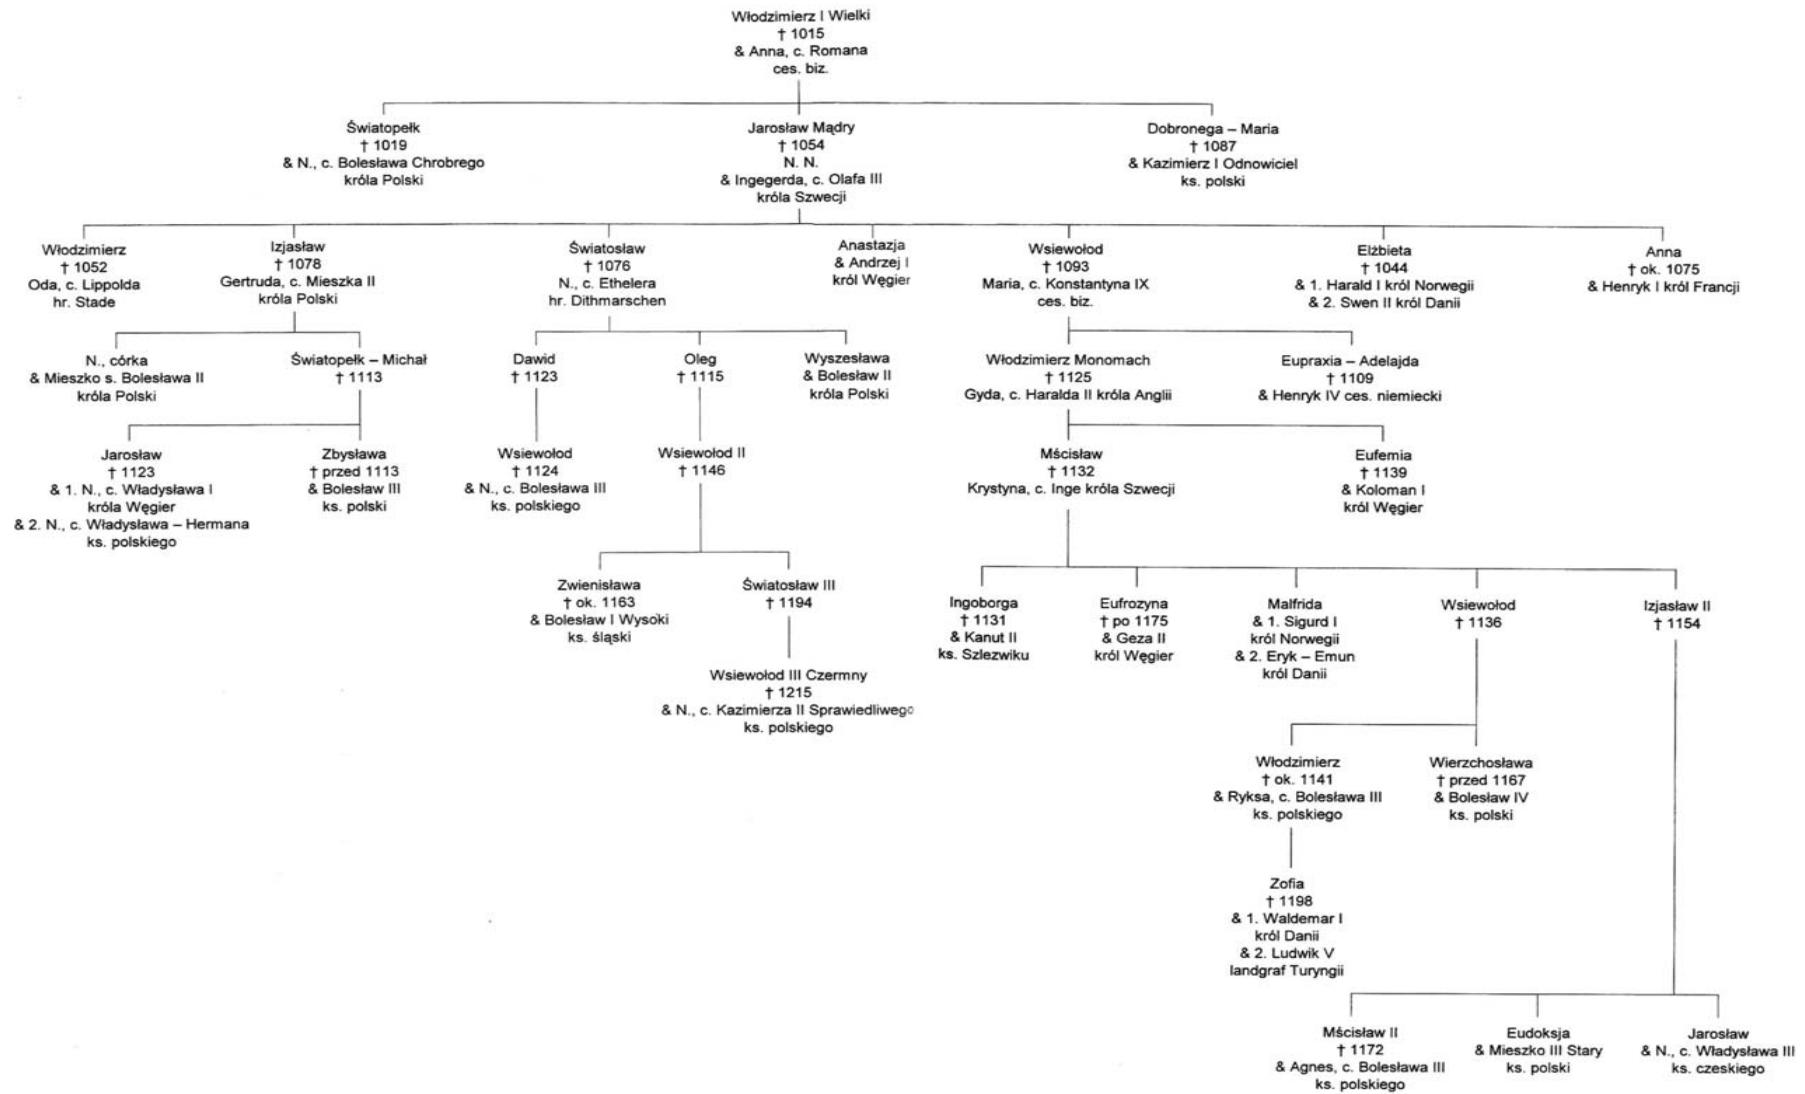 Włodzimierz I Wielki
† 1015
& Anna, c. Romana
ces. biz.
Światopełk
† 1019
& N., c. Bolesława Chrobrego
króla Polski
Jarosław Mądry
† 1054
N. N.
& Ingegerda, c. Olafa III
króla Szwecji
Dobronega – Maria
† 1087
& Kazimierz I Odnowiciel
ks. polski
Włodzimierz
† 1052
Oda, c. Lippolda
hr. Stade
Izjasław
† 1078
Gertruda, c. Mieszka II
króla Polski
Światosław
† 1076
N., c. Ethelera
hr. Dithmarschen
Anastazja
& Andrzej I
król Węgier
Wsiewołod
† 1093
Maria, c. Konstantyna IX
ces. biz.
Elżbieta
† 1044
& 1. Harald I król Norwegii
& 2. Swen II król Danii
Anna
† ok. 1075
& Henryk I król Francji
N., córka
& Mieszko s. Bolesława II
króla Polski
Światopełk – Michał
† 1113
Dawid
† 1123
Oleg
† 1115
Wyszesława
& Bolesław II
króla Polski
Włodzimierz Monomach
† 1125
Gyda, c. Haralda II króla Anglii
Eupraxia – Adelajda
† 1109
& Henryk IV ces. niemiecki
Jarosław
† 1123
& 1. N., c. Władysława I
króla Węgier
& 2. N., c. Władysława – Hermana
ks. polskiego
Zbysława
† przed 1113
& Bolesław III
ks. polski
Wsiewołod
† 1124
& N., c. Bolesława III
ks. polskiego
Wsiewołod II
† 1146
Mścisław
† 1132
Krystyna, c. Inge króla Szwecji
Eufemia
† 1139
& Koloman I
król Węgier
Zwienisława
† ok. 1163
& Bolesław I Wysoki
ks. śląski
Światosław III
† 1194
Ingoborga
† 1131
& Kanut II
ks. Szlezwiku
Eufrozyna
† po 1175
& Geza II
król Węgier
Malfrida
& 1. Sigurd I
król Norwegii
& 2. Eryk – Emun
król Danii
Wsiewołod
† 1136
Izjasław II
† 1154
Wsiewołod III Czermny
† 1215
& N., c. Kazimierza II Sprawiedliwego
ks. polskiego
Włodzimierz
† ok. 1141
& Ryksa, c. Bolesława III
ks. polskiego
Wierzchosława
† przed 1167
& Bolesław IV
ks. polski
Zofia
† 1198
& 1. Waldemar I
król Danii
& 2. Ludwik V
landgraf Turyngii
Mścisław II
† 1172
& Agnes, c. Bolesława III
ks. polskiego
Eudoksja
& Mieszko III Stary
ks. polski
Jarosław
& N., c. Władysława III
ks. czeskiego